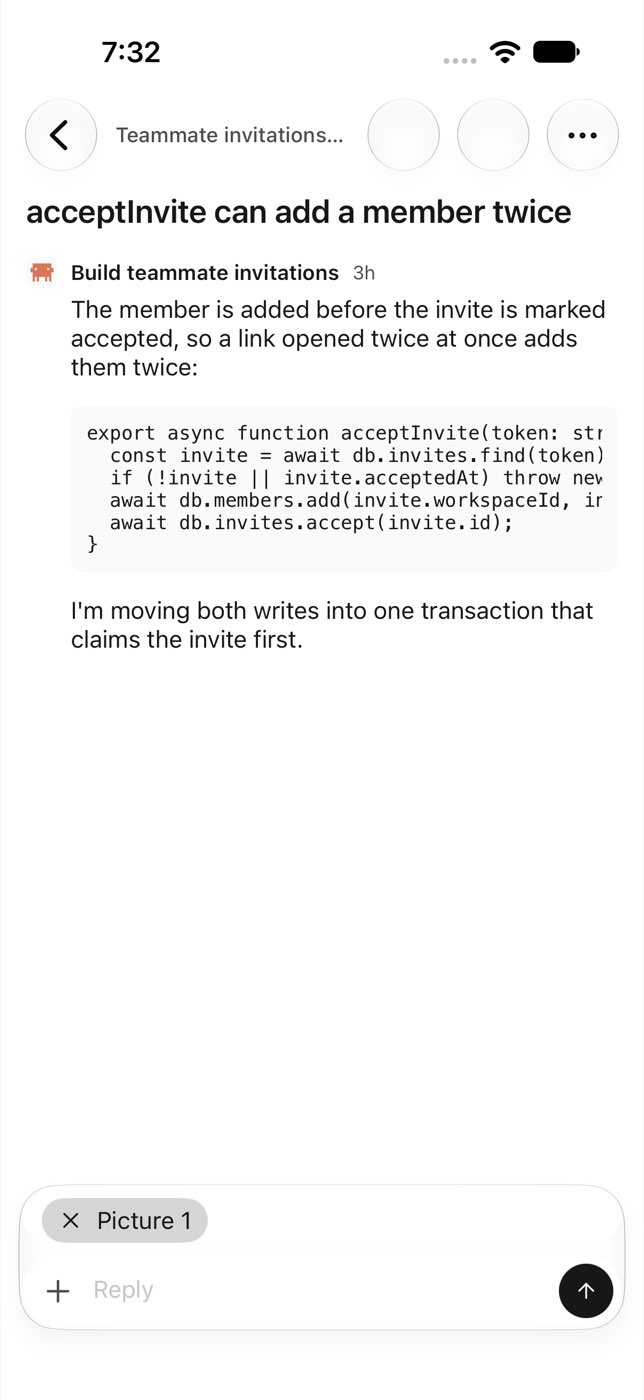 7:32
Teammate invitations...
acceptInvite can add a member twice
Build teammate invitations 3h
The member is added before the invite is marked
accepted, so a link opened twice at once adds
them twice:
export async function acceptInvite(token: str
  const invite = await db.invites.find(token)
  if (!invite || invite.acceptedAt) throw new
  await db.members.add(invite.workspaceId, in
  await db.invites.accept(invite.id);
}
I'm moving both writes into one transaction that
claims the invite first.
Picture 1
Reply